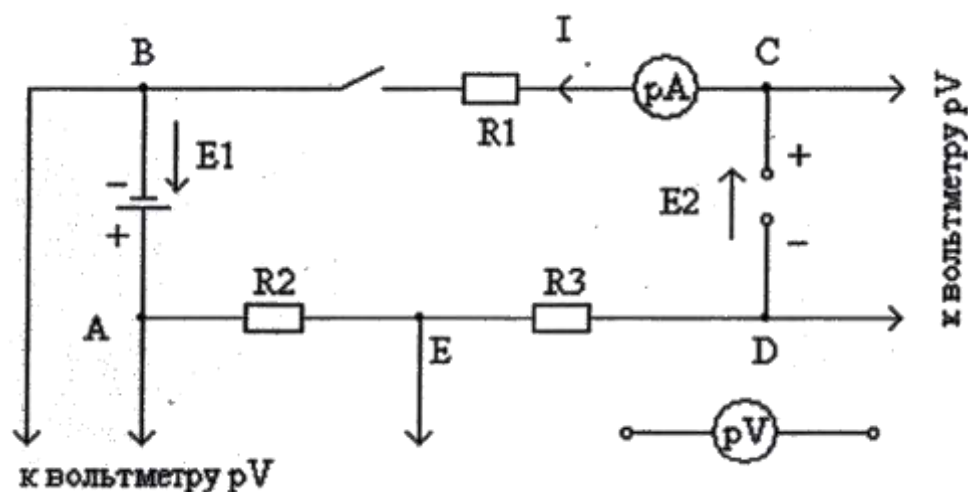 I
B
C
pA
E1
R1
E2
+
-
-
+
R2
R3
A
E
D
pV
к вольтметру pV
к вольтметру pV